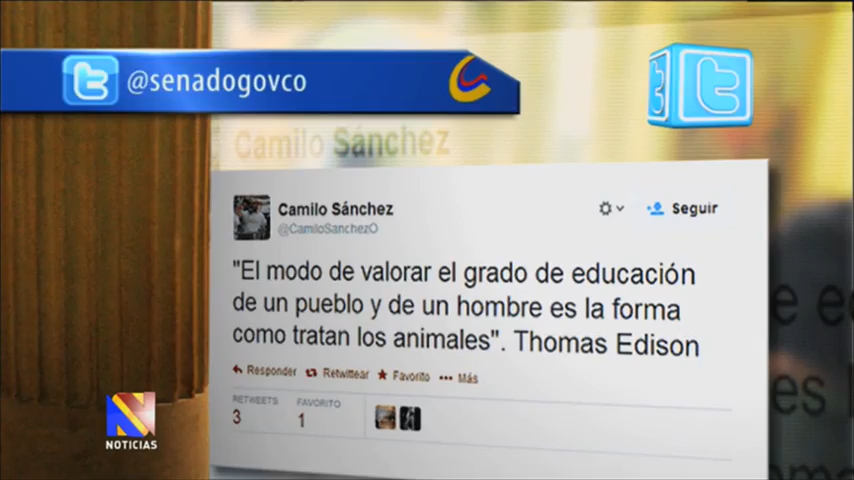 @senadogovco
Camilo Sánchez
Camilo Sánchez
Seguir
@CamiloSanchezO
"El modo de valorar el grado de educación
de un pueblo y de un hombre es la forma
como tratan los animales". Thomas Edison
Responder Retwittear Favorito Más
RETWEETS FAVORITO
3 1
NOTICIAS